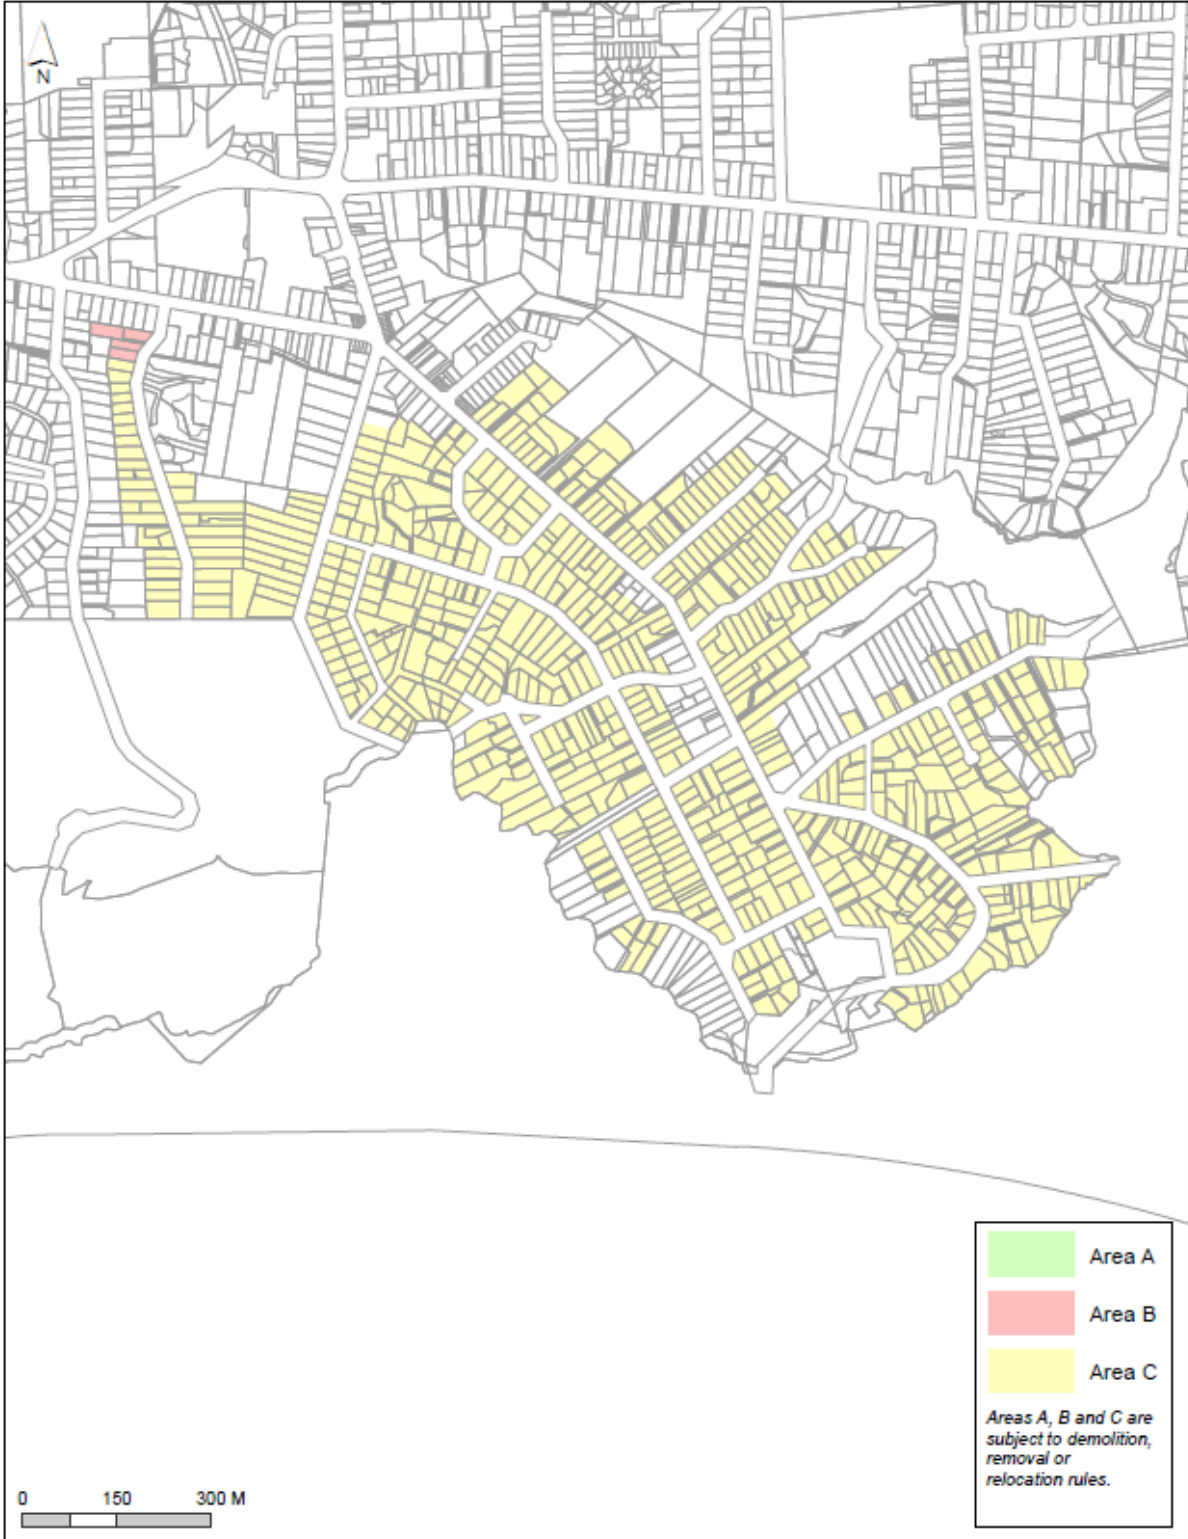 N
Area A
Area B
Area C
Areas A, B and C are
subject to demolition,
removal or
relocation rules.
0 150 300 M